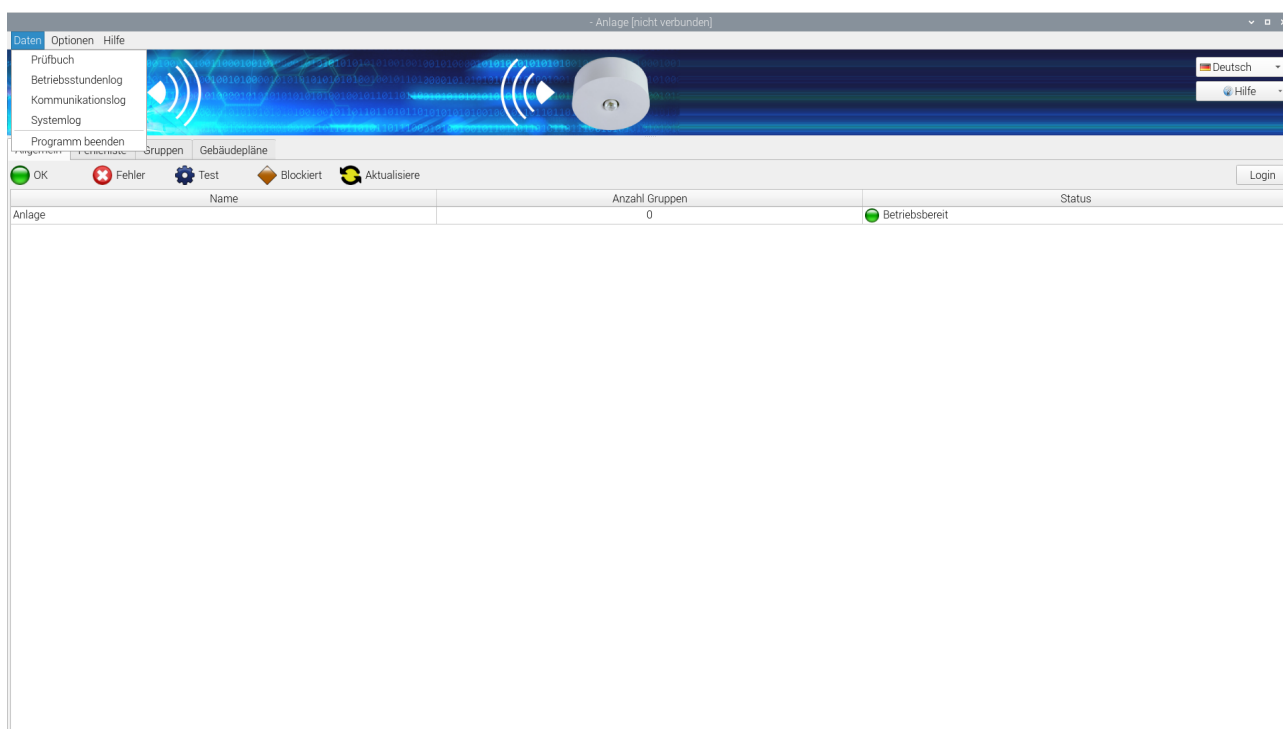 - Anlage [nicht verbunden]
Daten Optionen Hilfe
Prüfbuch
Betriebsstundenlog
Kommunikationslog
Systemlog
Programm beenden
Deutsch
Hilfe
Gruppen Gebäudepläne
OK Fehler Test Blockiert Aktualisiere
Login
Name Anzahl Gruppen Status
Anlage 0 Betriebsbereit